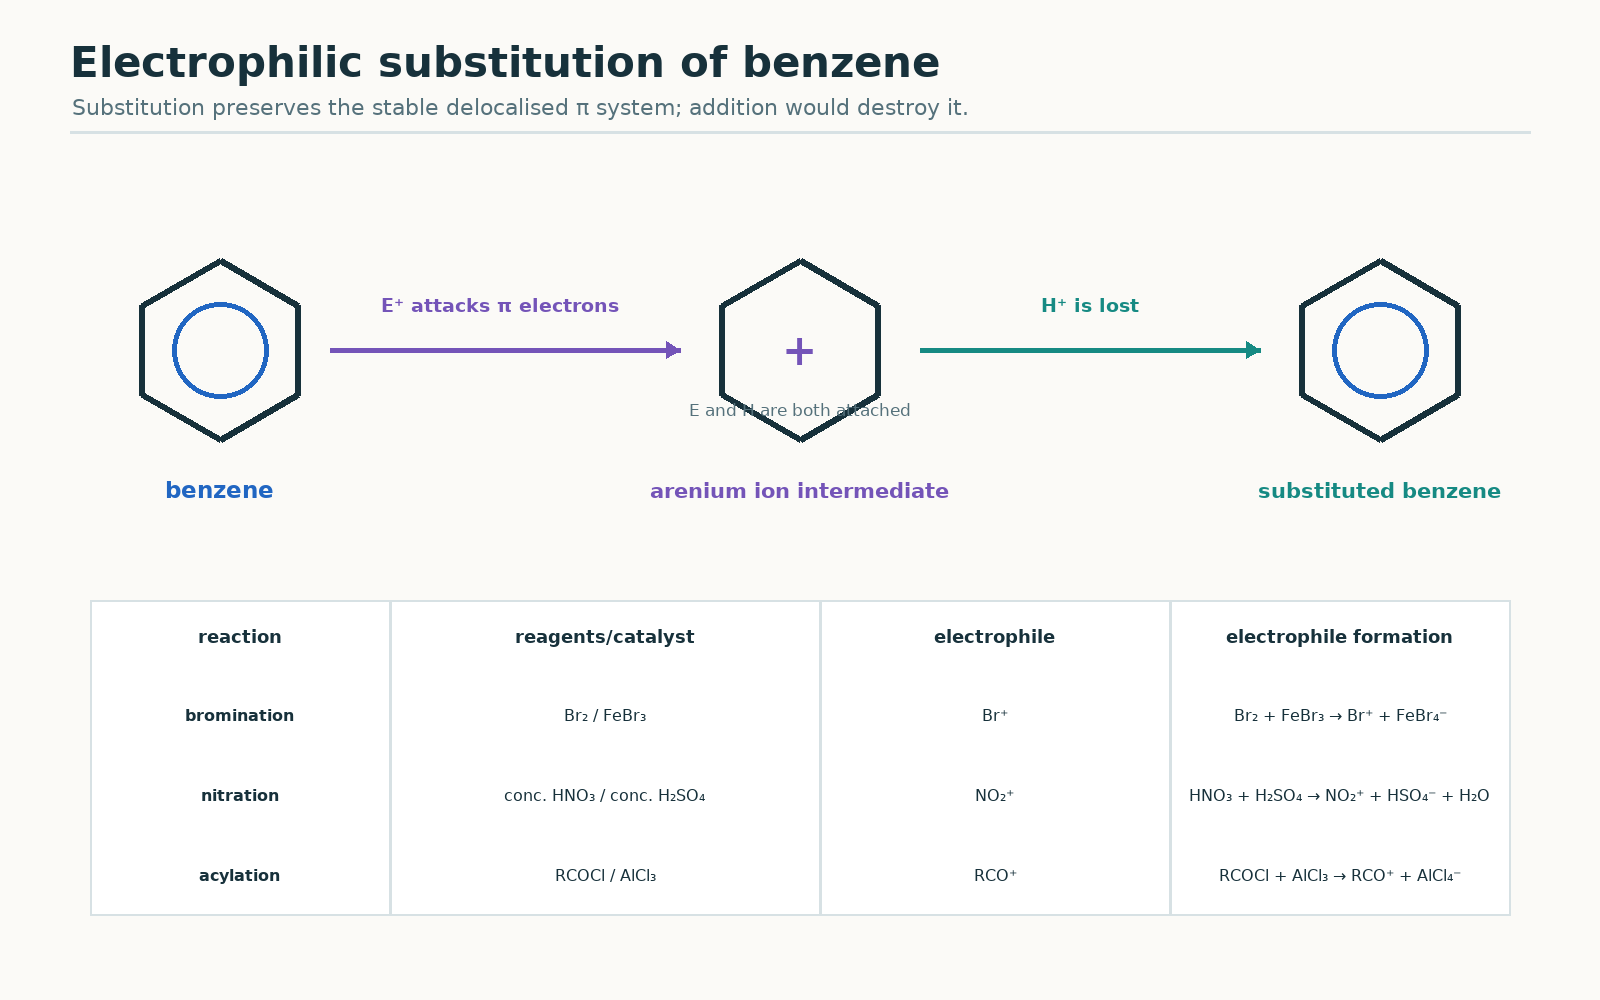 Electrophilic substitution of benzene
Substitution preserves the stable delocalised π system; addition would destroy it.
E⁺ attacks π electrons
H⁺ is lost
+
E and H are both attached
benzene
arenium ion intermediate
substituted benzene
reaction reagents/catalyst electrophile electrophile formation
bromination Br₂ / FeBr₃ Br⁺ Br₂ + FeBr₃ → Br⁺ + FeBr₄⁻
nitration conc. HNO₃ / conc. H₂SO₄ NO₂⁺ HNO₃ + H₂SO₄ → NO₂⁺ + HSO₄⁻ + H₂O
acylation RCOCl / AlCl₃ RCO⁺ RCOCl + AlCl₃ → RCO⁺ + AlCl₄⁻